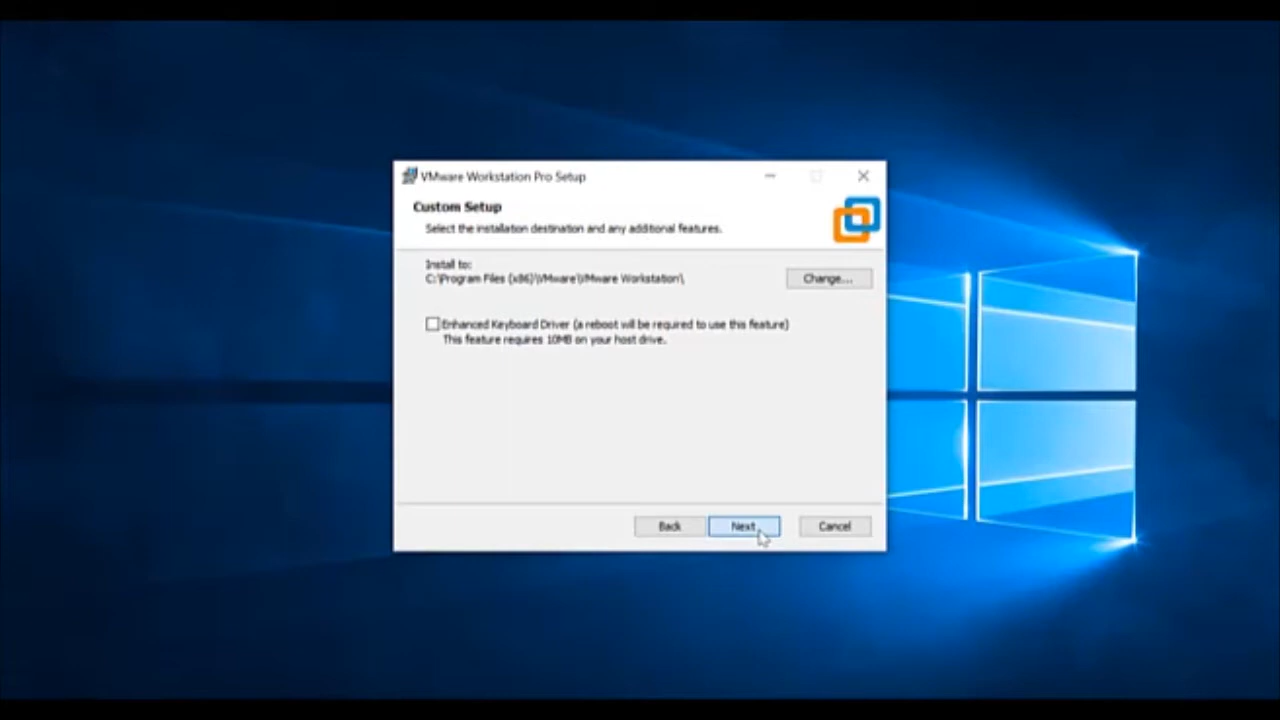 VMware Workstation Pro Setup
Custom Setup
Select the installation destination and any additional features.
Install to:
C:\Program Files (x86)\VMware\VMware Workstation\
Change...
Enhanced Keyboard Driver (a reboot will be required to use this feature)
This feature requires 10MB on your host drive.
Back
Next
Cancel